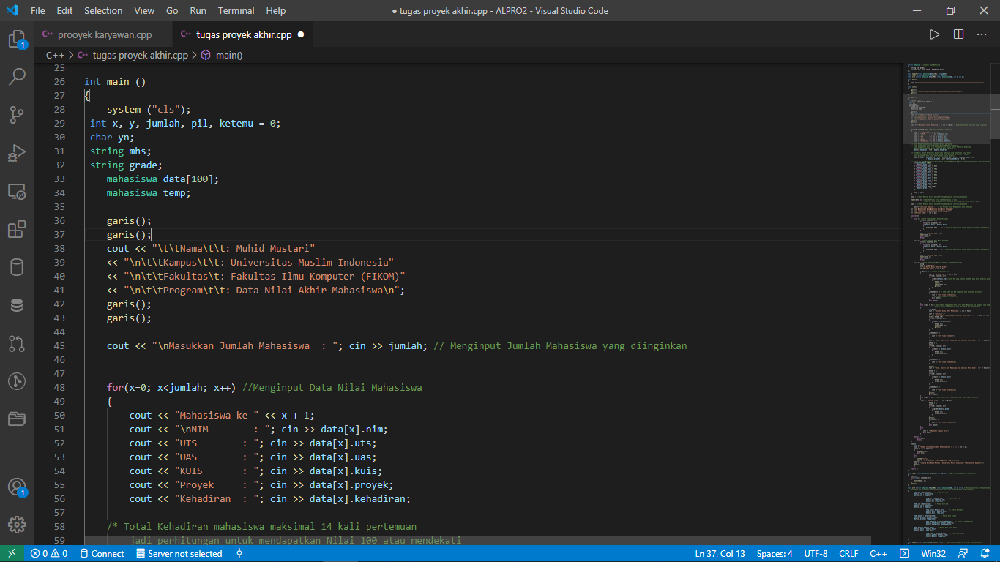 File Edit Selection View Go Run Terminal Help ● tugas proyek akhir.cpp - ALPRO2 - Visual Studio Code
prooyek karyawan.cpp tugas proyek akhir.cpp ●
C++ > tugas proyek akhir.cpp > main()
25
26 int main ()
27 {
28 system ("cls");
29 int x, y, jumlah, pil, ketemu = 0;
30 char yn;
31 string mhs;
32 string grade;
33 mahasiswa data[100];
34 mahasiswa temp;
35
36 garis();
37 garis();
38 cout << "\t\tNama\t\t: Muhid Mustari"
39 << "\n\t\tKampus\t\t: Universitas Muslim Indonesia"
40 << "\n\t\tFakultas\t: Fakultas Ilmu Komputer (FIKOM)"
41 << "\n\t\tProgram\t\t: Data Nilai Akhir Mahasiswa\n";
42 garis();
43 garis();
44
45 cout << "\nMasukkan Jumlah Mahasiswa  : "; cin >> jumlah; // Menginput Jumlah Mahasiswa yang diinginkan
46
47
48 for(x=0; x<jumlah; x++) //Menginput Data Nilai Mahasiswa
49 {
50 cout << "Mahasiswa ke " << x + 1;
51 cout << "\nNIM        : "; cin >> data[x].nim;
52 cout << "UTS        : "; cin >> data[x].uts;
53 cout << "UAS        : "; cin >> data[x].uas;
54 cout << "KUIS       : "; cin >> data[x].kuis;
55 cout << "Proyek     : "; cin >> data[x].proyek;
56 cout << "Kehadiran  : "; cin >> data[x].kehadiran;
57
58 /* Total Kehadiran mahasiswa maksimal 14 kali pertemuan
59 jadi perhitungan untuk mendapatkan Nilai 100 atau mendekati
1
1
0 0 Connect Server not selected Ln 37, Col 13 Spaces: 4 UTF-8 CRLF C++ Win32